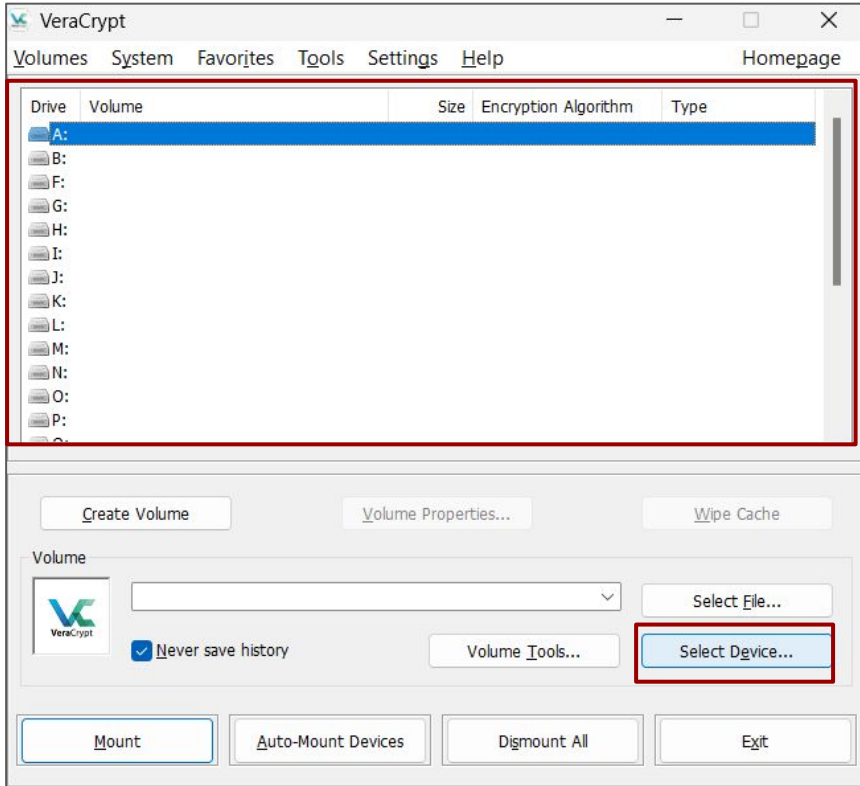 VeraCrypt
Volumes System Favorites Tools Settings Help Homepage
Drive Volume Size Encryption Algorithm Type
A:
B:
F:
G:
H:
I:
J:
K:
L:
M:
N:
O:
P:
Create Volume Volume Properties... Wipe Cache
Volume
Select File...
VeraCrypt
Never save history Volume Tools... Select Device...
Mount Auto-Mount Devices Dismount All Exit